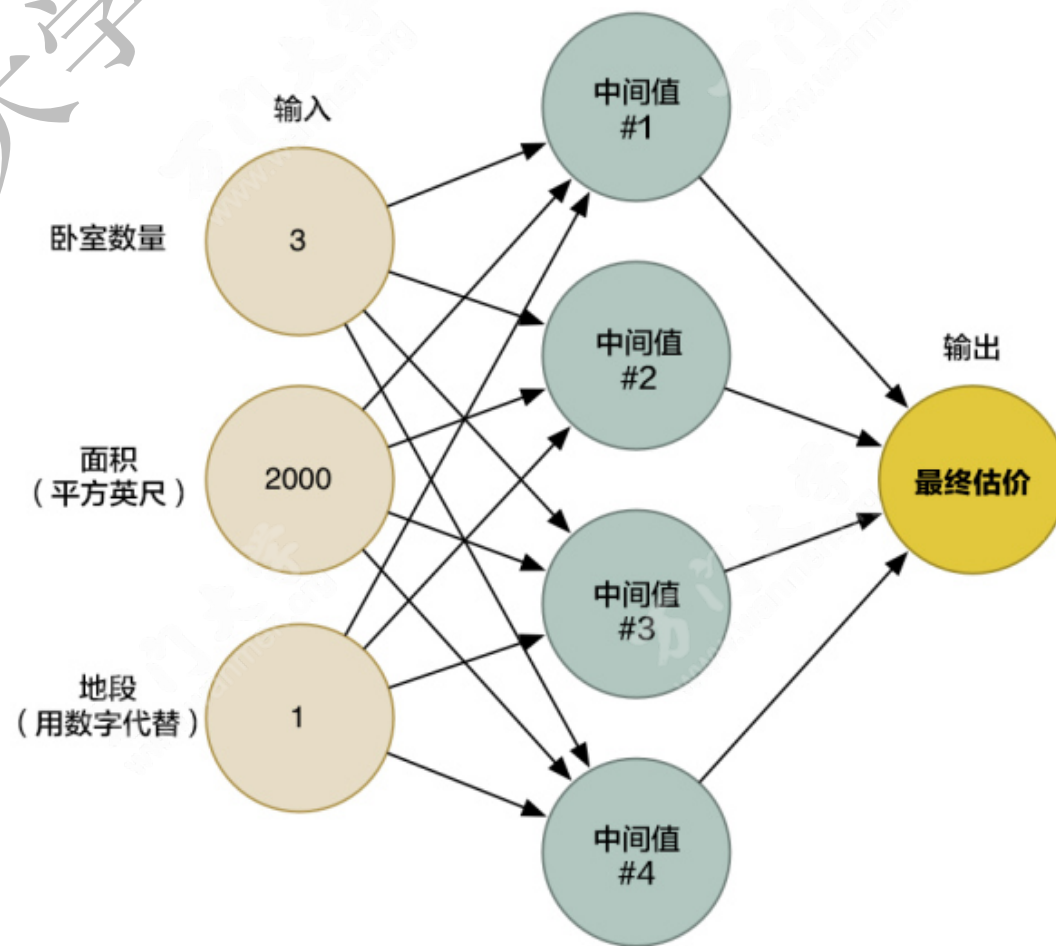 大学
输入
中间值
#1
卧室数量
3
中间值
#2
输出
面积
（平方英尺）
2000
最终估价
中间值
#3
地段
（用数字代替）
1
中间值
#4